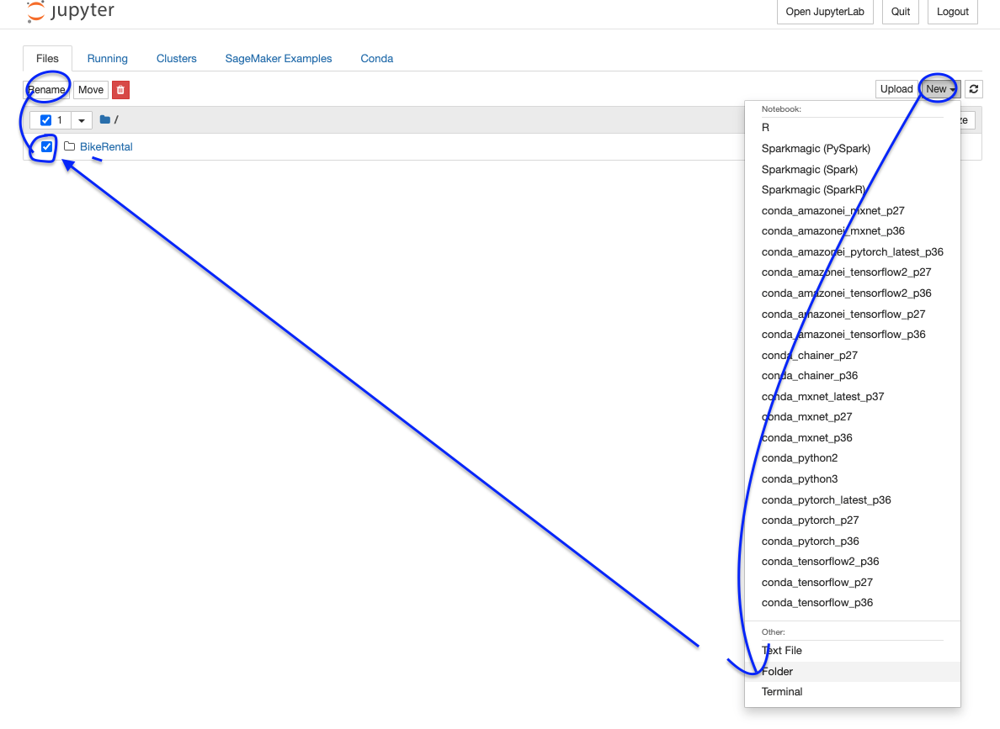 jupyter
Open JupyterLab Quit Logout
Files Running Clusters SageMaker Examples Conda
Rename Move Upload New
1 /
ze
BikeRental
Notebook:
R
Sparkmagic (PySpark)
Sparkmagic (Spark)
Sparkmagic (SparkR)
conda_amazonei_mxnet_p27
conda_amazonei_mxnet_p36
conda_amazonei_pytorch_latest_p36
conda_amazonei_tensorflow2_p27
conda_amazonei_tensorflow2_p36
conda_amazonei_tensorflow_p27
conda_amazonei_tensorflow_p36
conda_chainer_p27
conda_chainer_p36
conda_mxnet_latest_p37
conda_mxnet_p27
conda_mxnet_p36
conda_python2
conda_python3
conda_pytorch_latest_p36
conda_pytorch_p27
conda_pytorch_p36
conda_tensorflow2_p36
conda_tensorflow_p27
conda_tensorflow_p36
Other:
Text File
Folder
Terminal